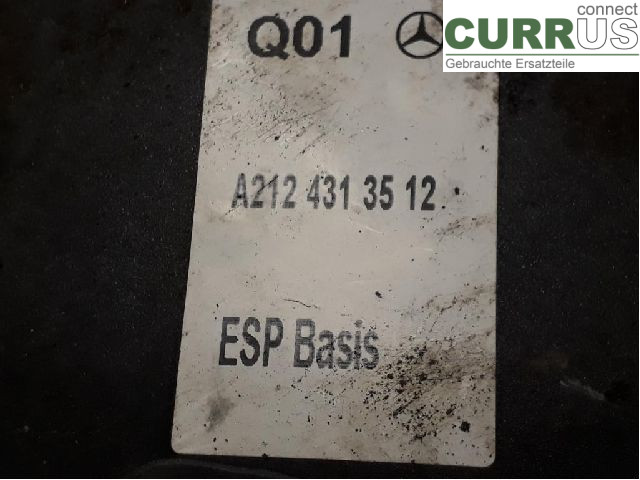 connect
CURRUS
Gebrauchte Ersatzteile
Q01
A212 431 35 12
ESP Basis